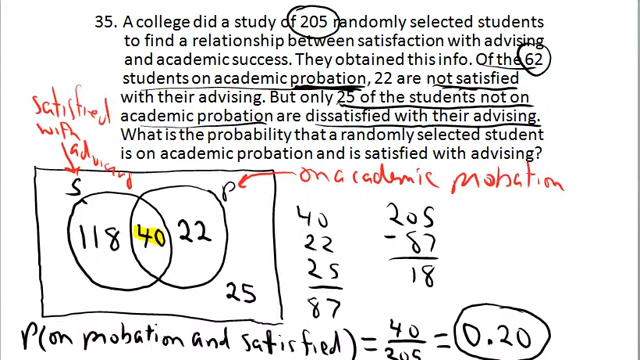 35. A college did a study of 205 randomly selected students
to find a relationship between satisfaction with advising
and academic success. They obtained this info. Of the 62
students on academic probation, 22 are not satisfied
with their advising. But only 25 of the students not on
academic probation are dissatisfied with their advising.
What is the probability that a randomly selected student
is on academic probation and is satisfied with advising?
satisfied
with
advising
S
P
on academic probation
118
40
22
25
40
22
25
87
205
- 87
118
P(on probation and satisfied) = 40/205 = 0.20